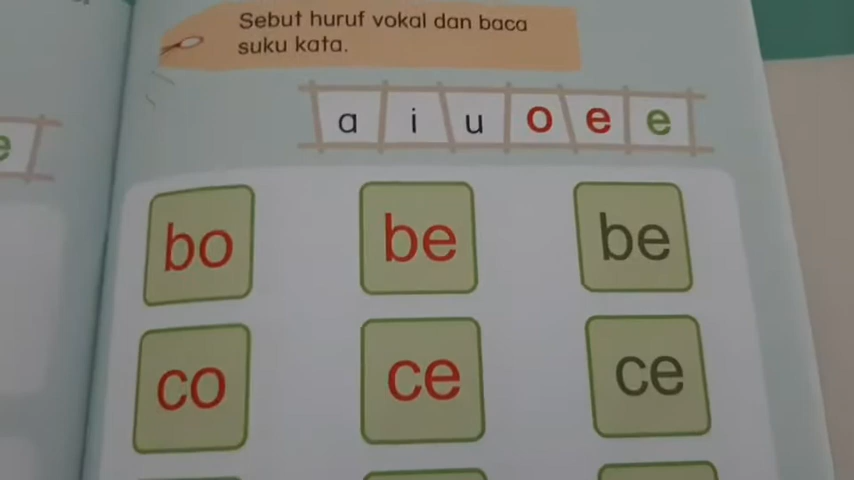 Sebut huruf vokal dan baca
suku kata.
a i u o e e
e
bo be be
co ce ce